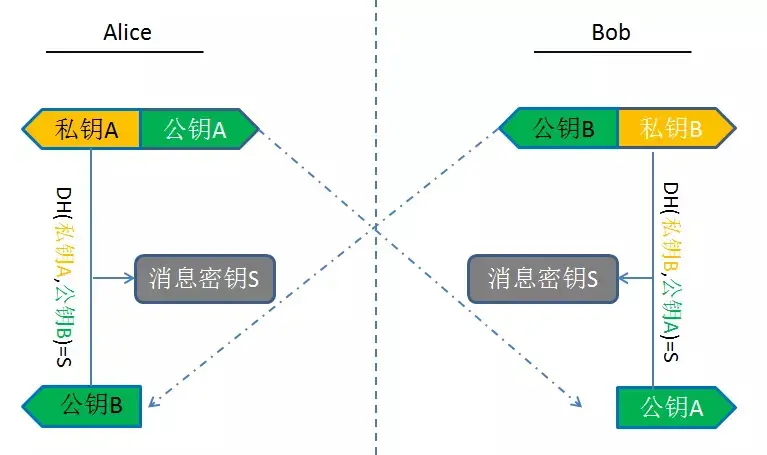 Alice
Bob
私钥A
公钥A
公钥B
私钥B
DH(私钥A,公钥B)=S
消息密钥S
消息密钥S
DH(私钥B,公钥A)=S
公钥B
公钥A